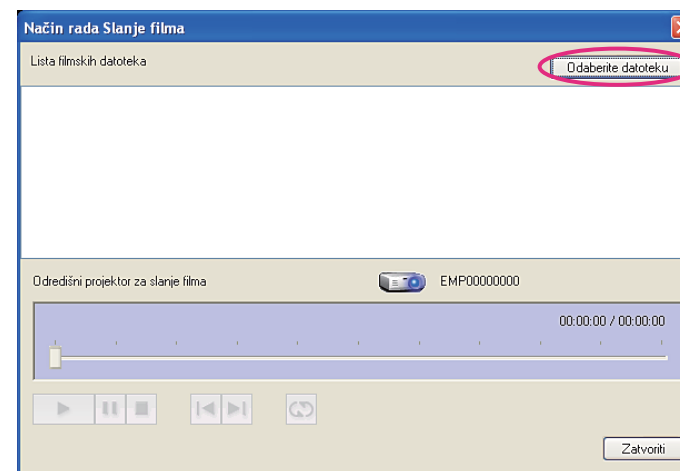 Način rada Slanje filma
Lista filmskih datoteka
Odaberite datoteku
Odredišni projektor za slanje filma
EMP00000000
00:00:00 / 00:00:00
Zatvoriti